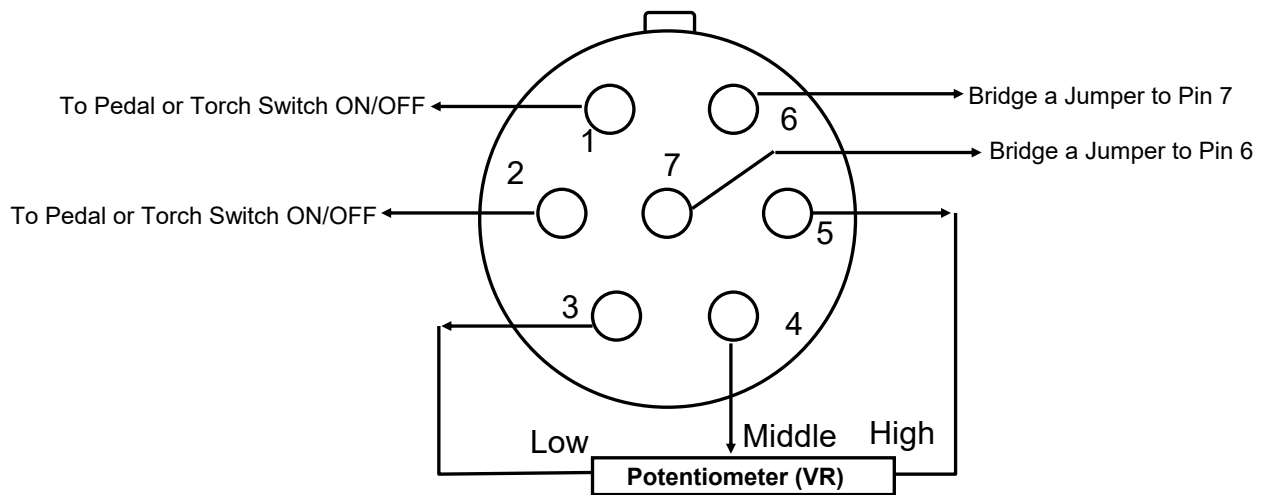 To Pedal or Torch Switch ON/OFF
1
6
Bridge a Jumper to Pin 7
2
7
Bridge a Jumper to Pin 6
To Pedal or Torch Switch ON/OFF
5
3
4
Low
Middle
High
Potentiometer (VR)